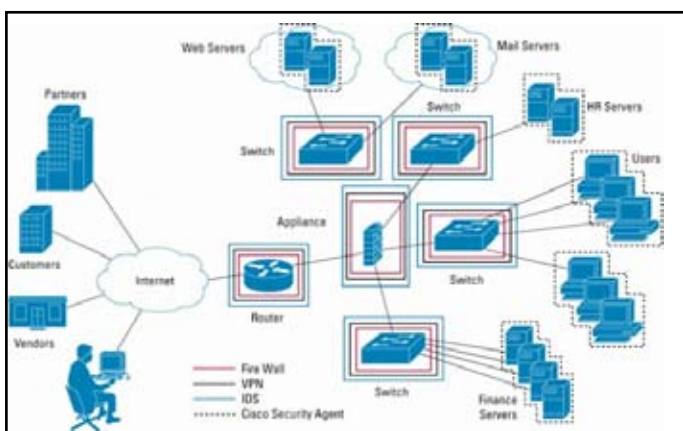 Web Servers
Mail Servers
Partners
Switch
HR Servers
Switch
Users
Appliance
Customers
Internet
Switch
Router
Vendors
Fire Wall
VPN
IDS
Cisco Security Agent
Switch
Finance
Servers